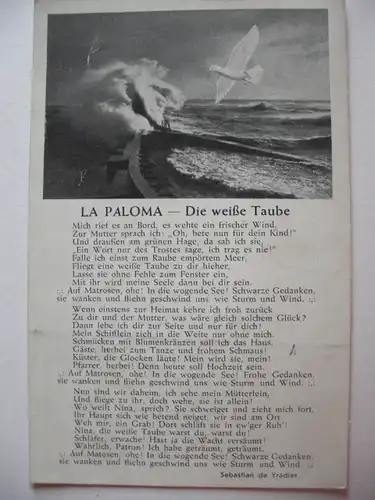 LA PALOMA — Die weiße Taube
Mich rief es an Bord, es wehte ein frischer Wind,
Zur Mutter sprach ich: „Oh, bete nun für dein Kind!"
Und draußen am grünen Hage, da sah ich sie,
„Ein Wort nur des Trostes sage, ich trag es nie!"
Falle ich einst zum Raube empörtem Meer,
Fliegt eine weiße Taube zu dir hieher,
Lasse sie ohne Fehle zum Fenster ein,
Mit ihr wird meine Seele dann bei dir sein.
:,: Auf Matrosen, ohe! In die wogende See! Schwarze Gedanken,
sie wanken und fliehn geschwind uns wie Sturm und Wind. :,:
Wenn einstens zur Heimat kehre ich froh zurück
Zu dir und der Mutter, was wäre gleich solchem Glück?
Dann lebe ich dir zur Seite und nur für dich!
Mein Schifflein zieh in die Weite nur ohne mich.
Schmücken mit Blumenkränzen soll ich das Haus.
Gäste, herbei zum Tanze und frohem Schmaus!
Küster, die Glocken läute! Mein wird sie, mein!
Pfarrer, herbei! Denn heute soll Hochzeit sein.
:,: Auf Matrosen, ohe! In die wogende See! Frohe Gedanken,
sie wanken und fliehn geschwind uns wie Sturm und Wind. :,:
Nun sind wir daheim, ich sehe mein Mütterlein,
Und fliege zu ihr, doch wehe, sie ist allein!
Wo weilt Nina, sprich? Sie schweiget und zieht mich fort.
Ihr Haupt sich wie betend neiget, wir sind am Ort.
Weh mir, ein Grab! Dort schläft sie in ew'ger Ruh'!
Nina, die weiße Taube warst du, warst du!
Schläfer, erwache! Hast ja die Wacht versäumt!
Wahrlich, Patron! Ich habe geträumt, geträumt.
:,: Auf Matrosen, ohe! In die wogende See! Schwarze Gedanken,
sie wanken und fliehn geschwind uns wie Sturm und Wind
Sebastian de Yradier